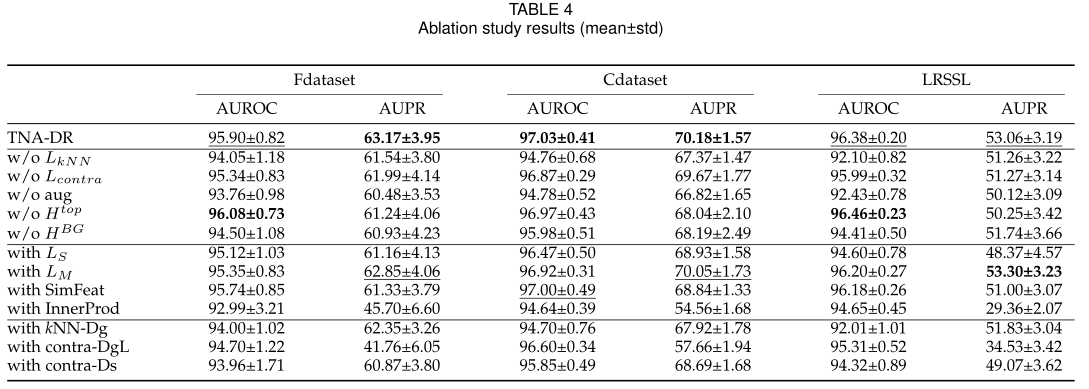 TABLE 4
Ablation study results (mean±std)
Fdataset Cdataset LRSSL
AUROC AUPR AUROC AUPR AUROC AUPR
TNA-DR 95.90±0.82 63.17±3.95 97.03±0.41 70.18±1.57 96.38±0.20 53.06±3.19
w/o L_{kNN} 94.05±1.18 61.54±3.80 94.76±0.68 67.37±1.47 92.10±0.82 51.26±3.22
w/o L_{contra} 95.34±0.83 61.99±4.14 96.87±0.29 69.67±1.77 95.99±0.32 51.27±3.14
w/o aug 93.76±0.98 60.48±3.53 94.78±0.52 66.82±1.65 92.43±0.78 50.12±3.09
w/o H^{top} 96.08±0.73 61.24±4.06 96.97±0.43 68.04±2.10 96.46±0.23 50.25±3.42
w/o H^{BG} 94.50±1.08 60.93±4.23 95.98±0.51 68.19±2.49 94.41±0.50 51.74±3.66
with L_S 95.12±1.03 61.16±4.13 96.47±0.50 68.93±1.58 94.60±0.78 48.37±4.57
with L_M 95.35±0.83 62.85±4.06 96.92±0.31 70.05±1.73 96.20±0.27 53.30±3.23
with SimFeat 95.74±0.85 61.33±3.79 97.00±0.49 68.84±1.33 96.18±0.26 51.00±3.07
with InnerProd 92.99±3.21 45.70±6.60 94.64±0.39 54.56±1.68 94.65±0.45 29.36±2.07
with kNN-Dg 94.00±1.02 62.35±3.26 94.70±0.76 67.92±1.78 92.01±1.01 51.83±3.04
with contra-DgL 94.70±1.22 41.76±6.05 96.60±0.34 57.66±1.94 95.31±0.52 34.53±3.42
with contra-Ds 93.96±1.71 60.87±3.80 95.85±0.49 68.69±1.68 94.32±0.89 49.07±3.62